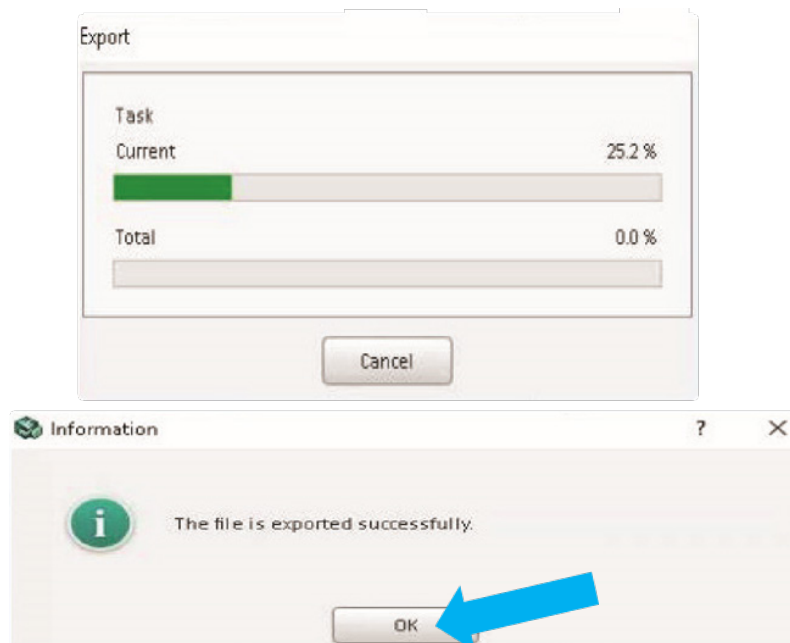 Export
Task
Current 25.2 %
Total 0.0 %
Cancel
Information ?
i
The file is exported successfully.
OK